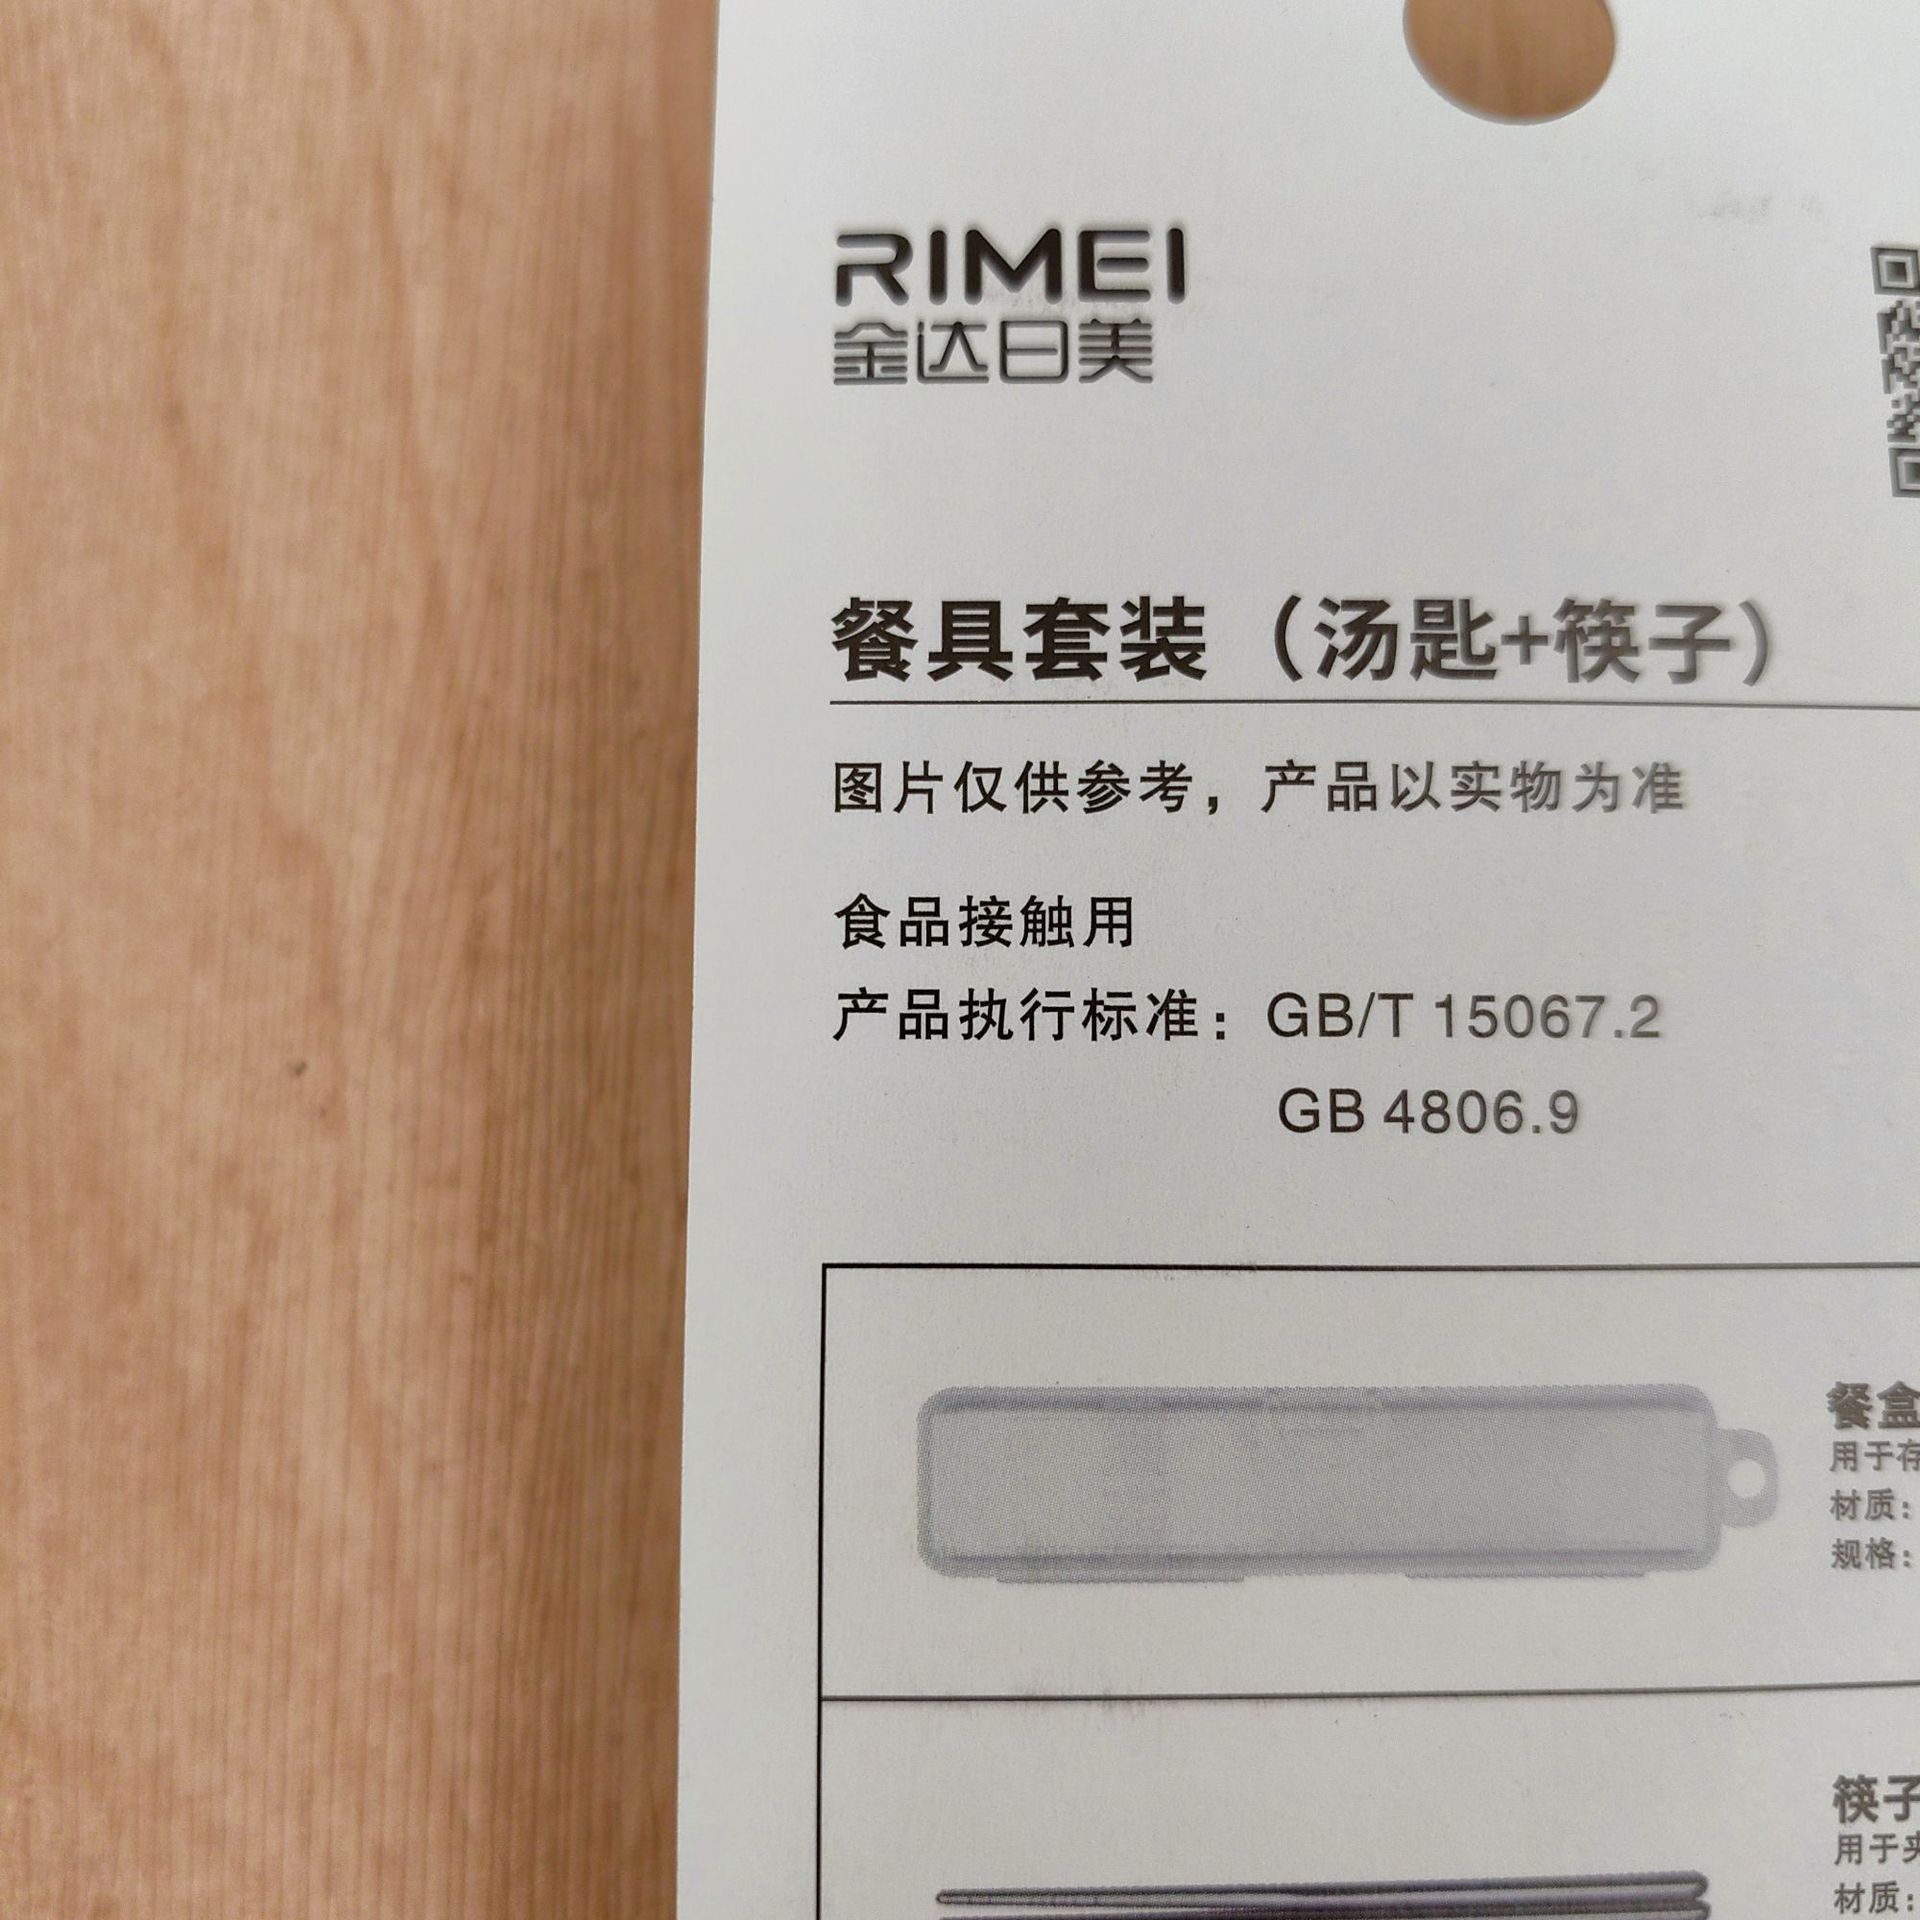 RIMEI
金达日美
餐具套装（汤匙+筷子）
图片仅供参考，产品以实物为准
食品接触用
产品执行标准：GB/T 15067.2
GB 4806.9
餐盒
用于存
材质：
规格：
筷子
用于夹
材质：